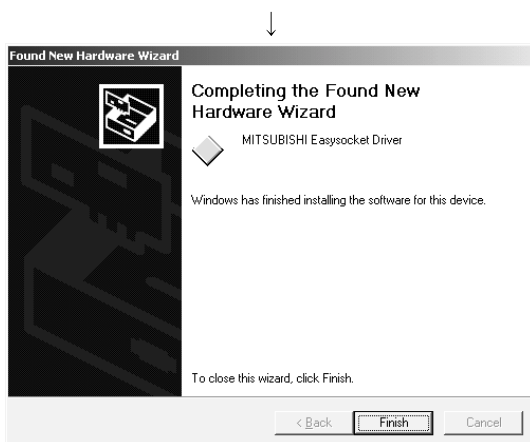 ↓
Found New Hardware Wizard
Completing the Found New
Hardware Wizard
MITSUBISHI Easysocket Driver
Windows has finished installing the software for this device.
To close this wizard, click Finish.
< Back Finish Cancel